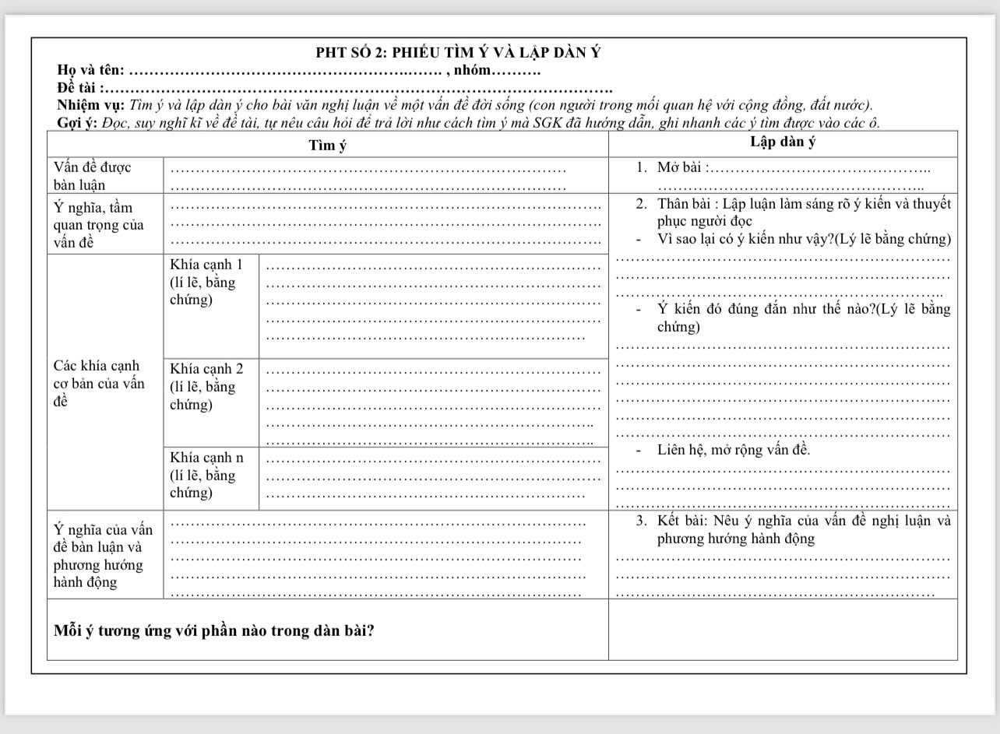 PHT SỐ 2: PHIẾU TÌM Ý VÀ LẬP DÀN Ý
Họ và tên: ………………………………………………… , nhóm……….
Đề tài :………………………………………………………………………..
Nhiệm vụ: Tìm ý và lập dàn ý cho bài văn nghị luận về một vấn đề đời sống (con người trong mối quan hệ với cộng đồng, đất nước).
Gợi ý: Đọc, suy nghĩ kĩ về đề tài, tự nêu câu hỏi để trả lời như cách tìm ý mà SGK đã hướng dẫn, ghi nhanh các ý tìm được vào các ô.
Tìm ý
Vấn đề được
bàn luận
Ý nghĩa, tầm
quan trọng của
vấn đề
Các khía cạnh
cơ bản của vấn
đề
Khía cạnh 1
(lí lẽ, bằng
chứng)
Khía cạnh 2
(lí lẽ, bằng
chứng)
Khía cạnh n
(lí lẽ, bằng
chứng)
Ý nghĩa của vấn
đề bàn luận và
phương hướng
hành động
Mỗi ý tương ứng với phần nào trong dàn bài?
Lập dàn ý
1. Mở bài :……………………………………..
2. Thân bài : Lập luận làm sáng rõ ý kiến và thuyết
phục người đọc
- Vì sao lại có ý kiến như vậy?(Lý lẽ bằng chứng)
- Ý kiến đó đúng đắn như thế nào?(Lý lẽ bằng
chứng)
- Liên hệ, mở rộng vấn đề.
3. Kết bài: Nêu ý nghĩa của vấn đề nghị luận và
phương hướng hành động